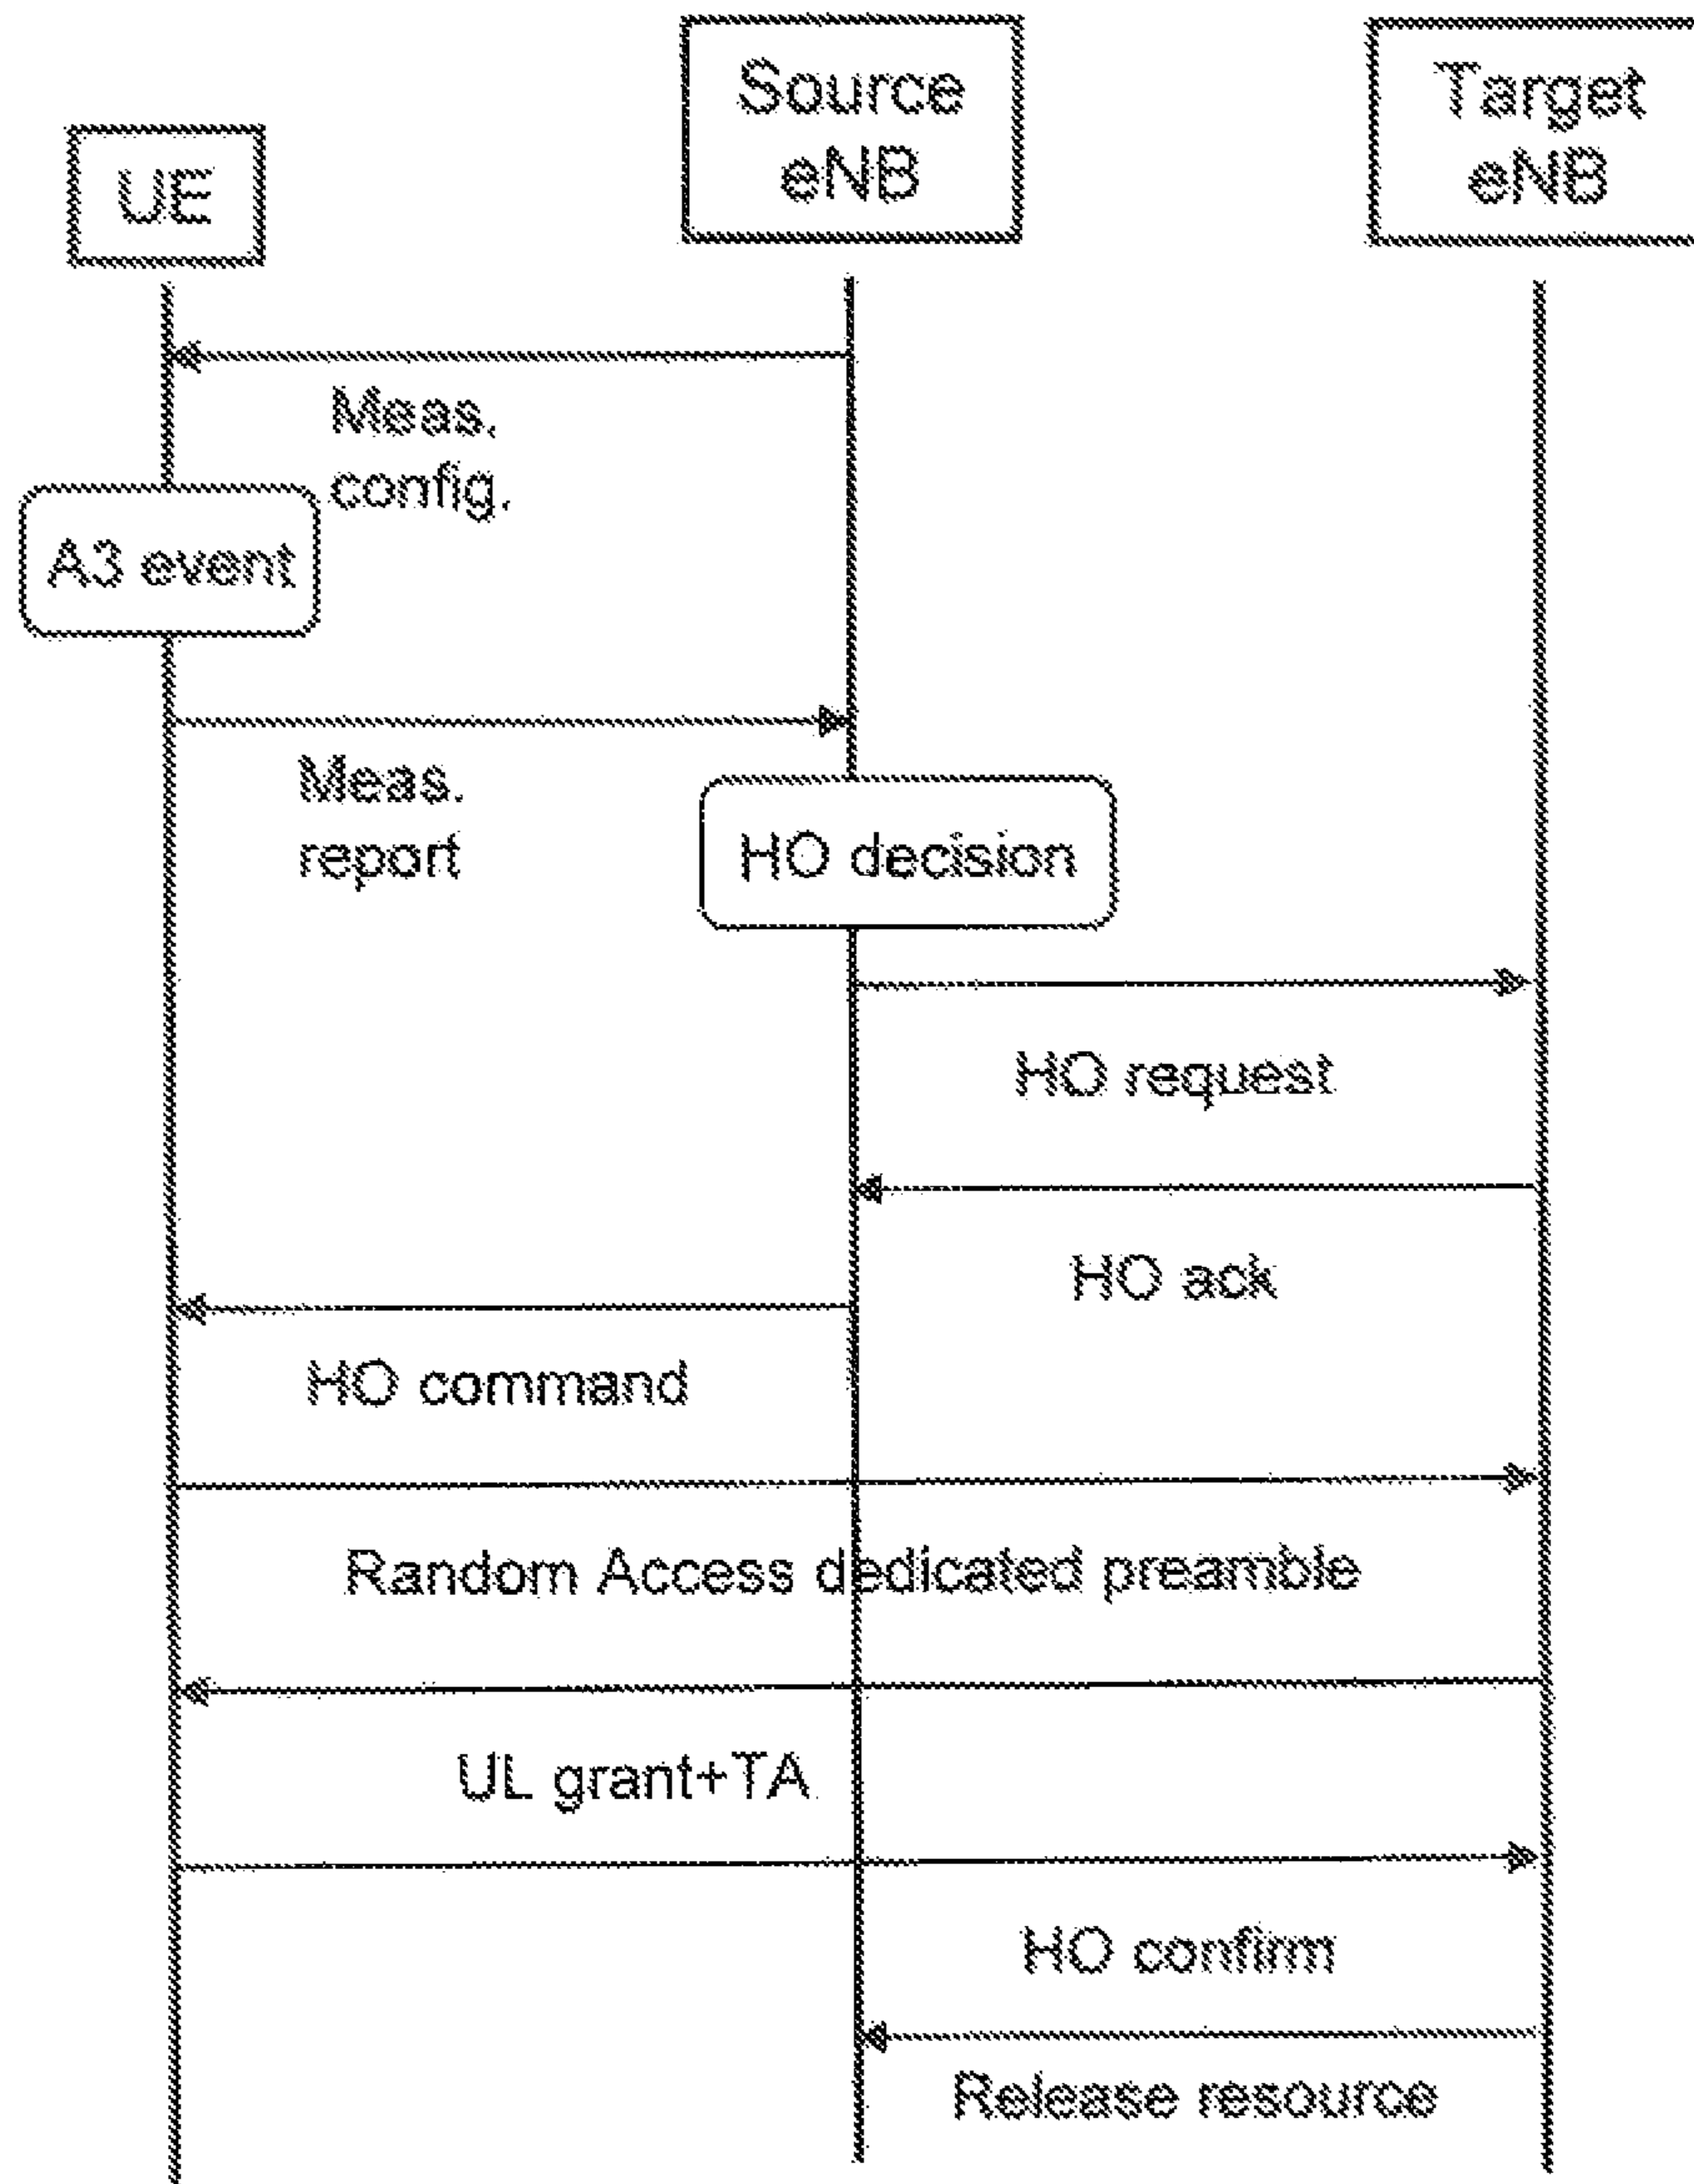 UE
Source
eNB
Target
eNB
Meas.
config.
A3 event
Meas.
report
HO decision
HO request
HO ack
HO command
Random Access dedicated preamble
UL grant+TA
HO confirm
Release resource